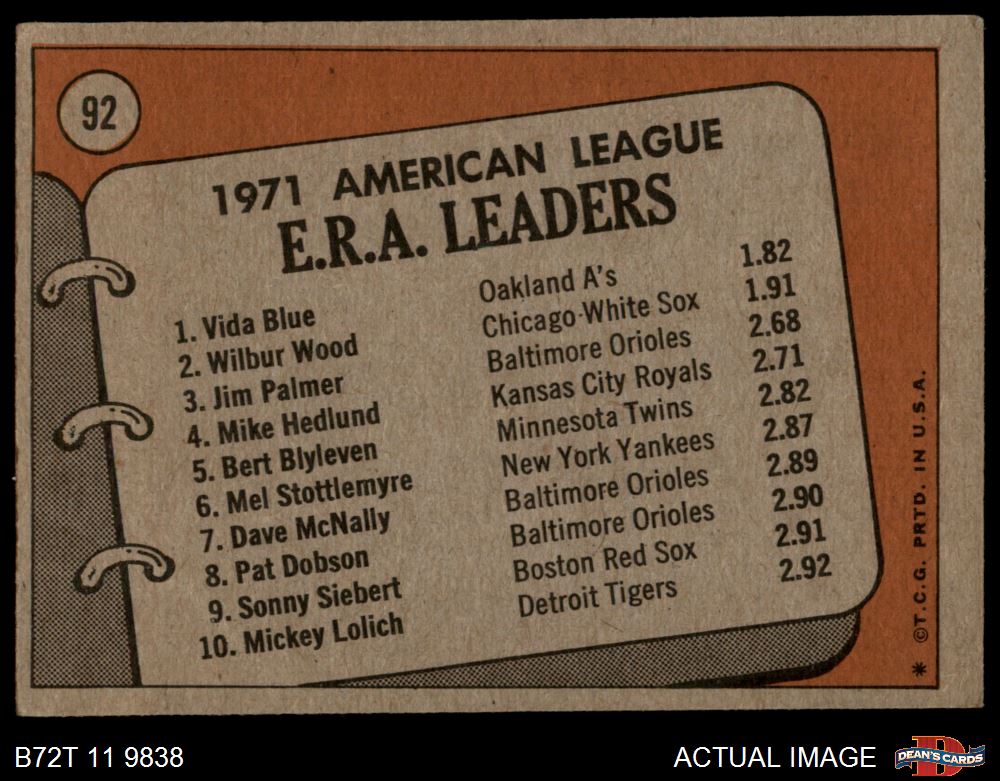 92
1971 AMERICAN LEAGUE
E.R.A. LEADERS
1. Vida Blue Oakland A's 1.82
2. Wilbur Wood Chicago White Sox 1.91
3. Jim Palmer Baltimore Orioles 2.68
4. Mike Hedlund Kansas City Royals 2.71
5. Bert Blyleven Minnesota Twins 2.82
6. Mel Stottlemyre New York Yankees 2.87
7. Dave McNally Baltimore Orioles 2.89
8. Pat Dobson Baltimore Orioles 2.90
9. Sonny Siebert Boston Red Sox 2.91
10. Mickey Lolich Detroit Tigers 2.92
* ©T.C.G. PRTD. IN U.S.A.
B72T 11 9838
ACTUAL IMAGE
D
DEAN'S CARDS